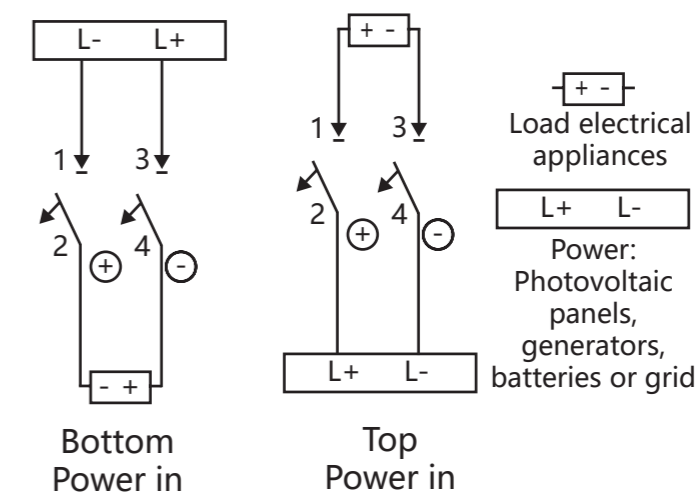 L- L+
1 3
2 4
+ -
- +
Bottom
Power in
+ -
1 3
2 4
+ -
L+ L-
Top
Power in
+ -
Load electrical
appliances
L+ L-
Power:
Photovoltaic
panels,
generators,
batteries or grid